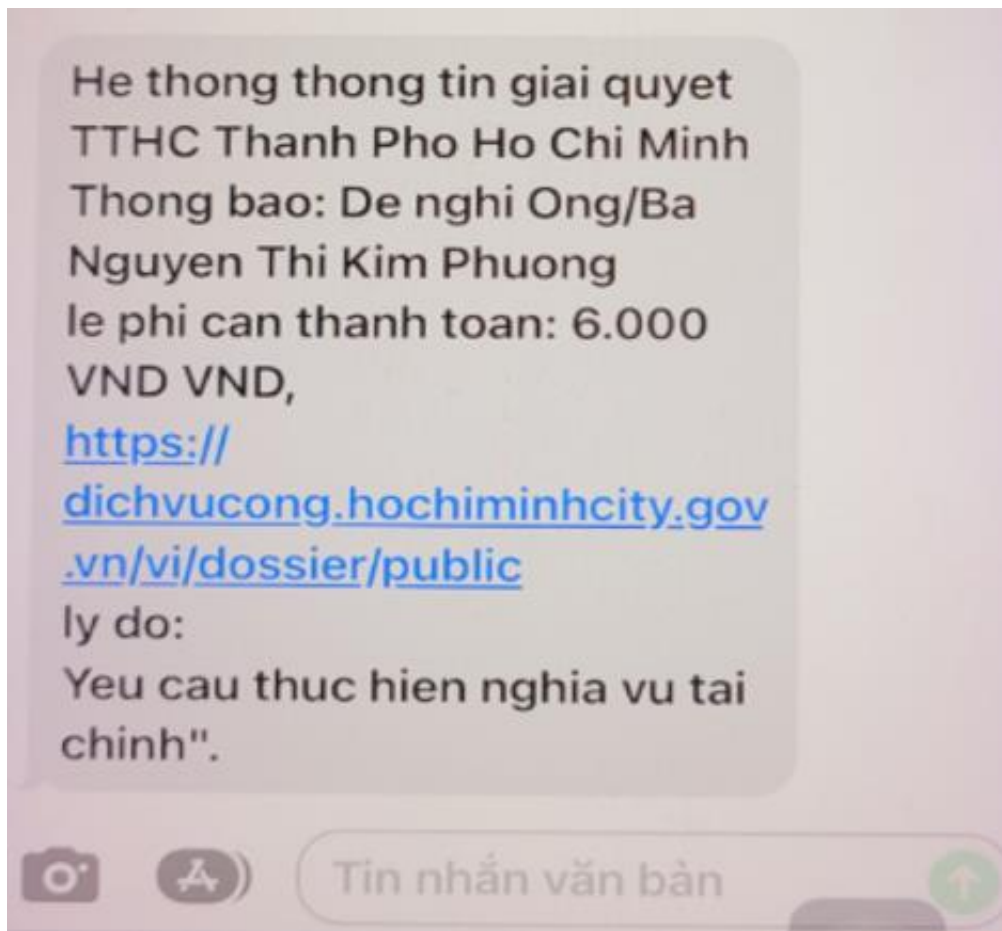 He thong thong tin giai quyet
TTHC Thanh Pho Ho Chi Minh
Thong bao: De nghi Ong/Ba
Nguyen Thi Kim Phuong
le phi can thanh toan: 6.000
VND VND,
https://
dichvucong.hochiminhcity.gov
.vn/vi/dossier/public
ly do:
Yeu cau thuc hien nghia vu tai
chinh".
Tin nhắn văn bản